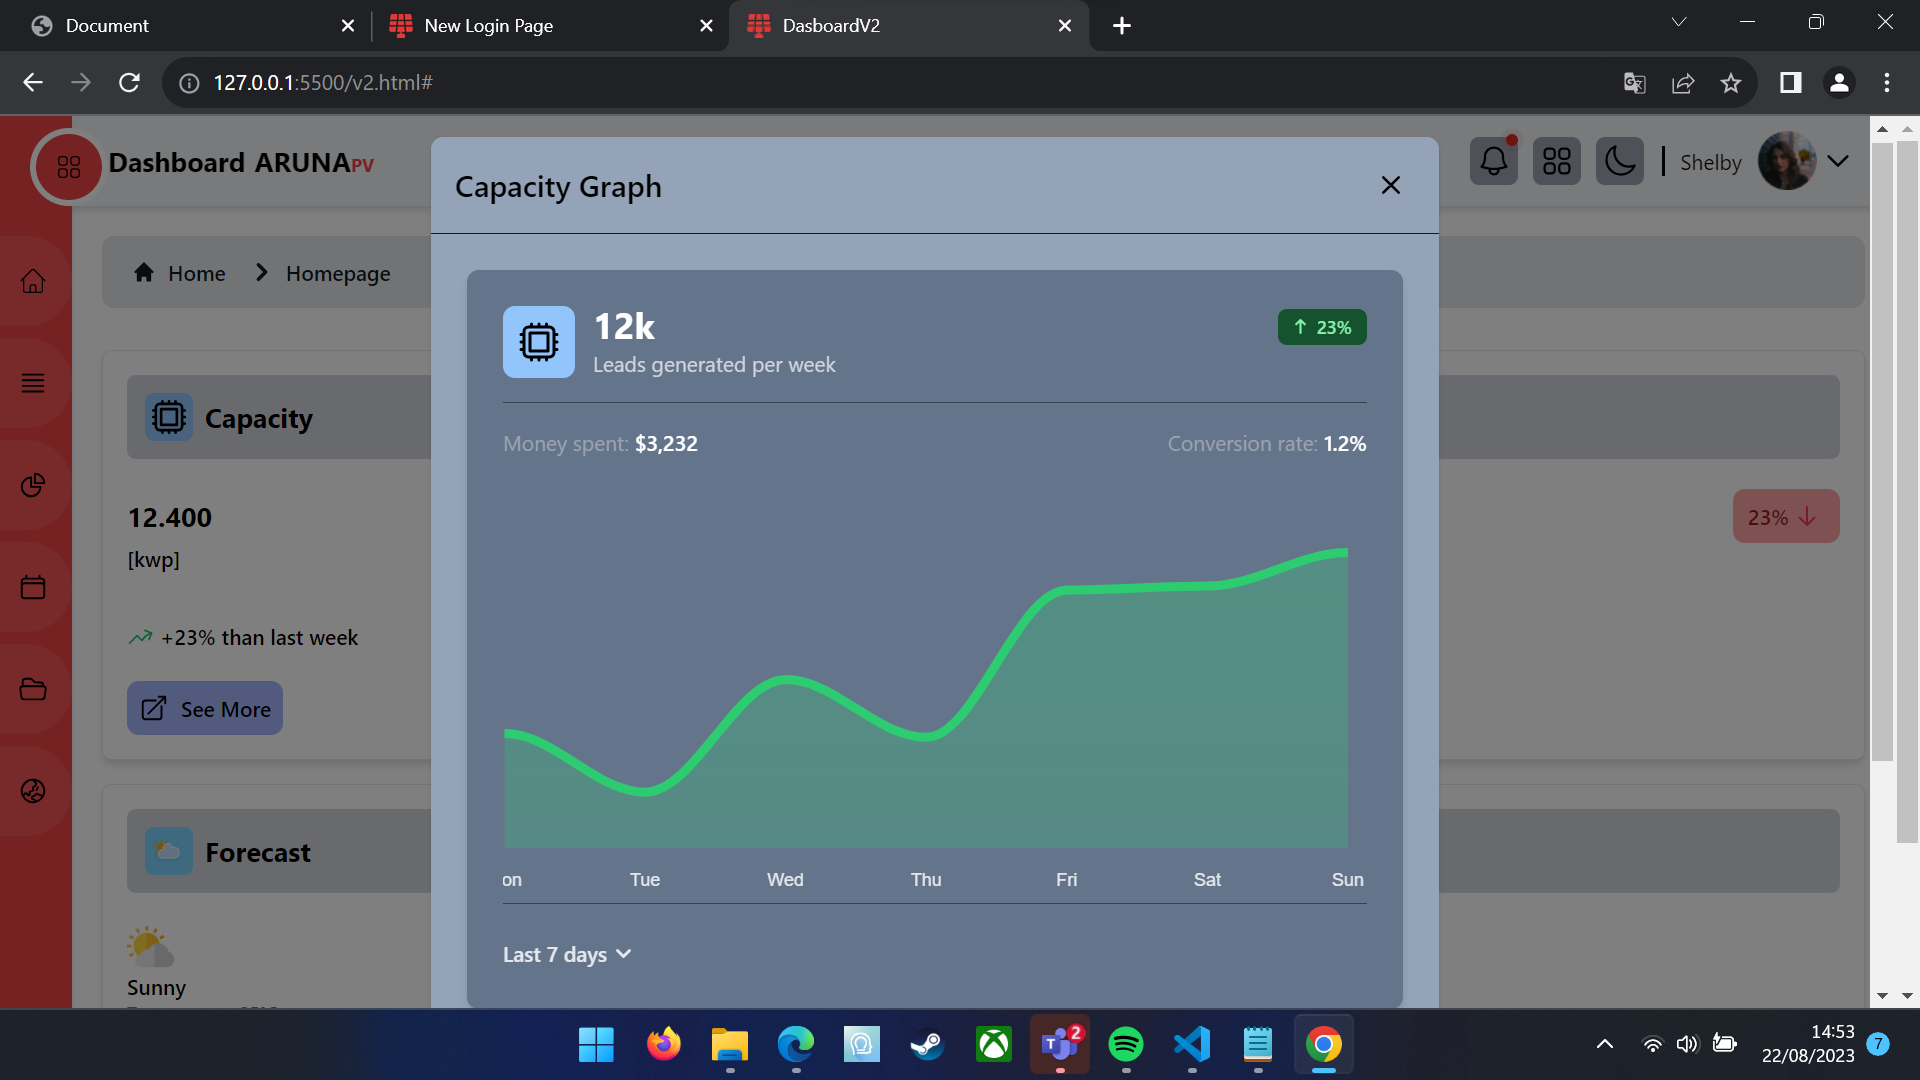 Document
New Login Page
DasboardV2
127.0.0.1:5500/v2.html#
Dashboard ARUNAPV
Capacity Graph
Shelby
Home
Homepage
12k
Leads generated per week
23%
Capacity
Money spent: $3,232
Conversion rate: 1.2%
12.400
[kwp]
23%
+23% than last week
See More
Forecast
on
Tue
Wed
Thu
Fri
Sat
Sun
Last 7 days
Sunny
2
14:53
22/08/2023
7